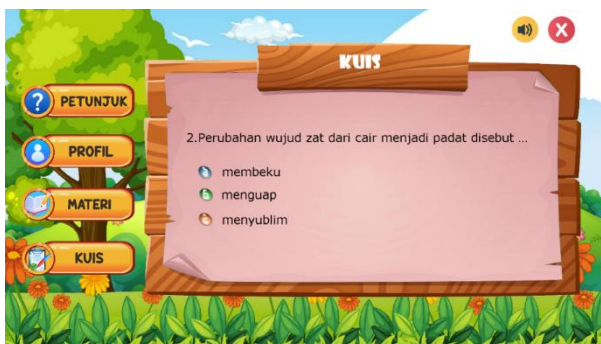 KUIS
PETUNJUK
PROFIL
MATERI
KUIS
2.Perubahan wujud zat dari cair menjadi padat disebut ...
membeku
menguap
menyublim